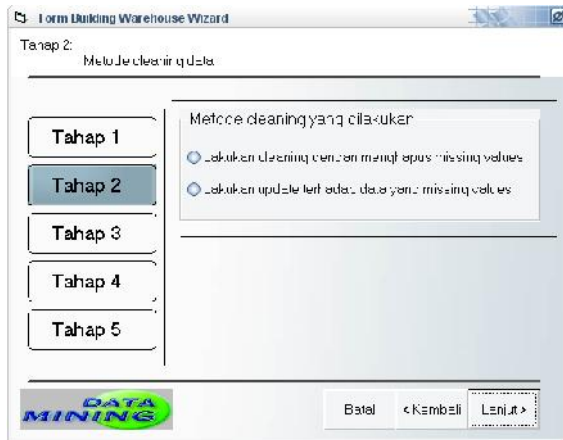 Form Building Warehouse Wizard
Tahap 2:
Metode cleaning data
Tahap 1
Tahap 2
Tahap 3
Tahap 4
Tahap 5
Metode cleaning yang dilakukan
Lakukan cleaning dengan menghapus missing values
Lakukan update terhadap data yang missing values
DATA
MINING
Batal
< Kembali
Lanjut >